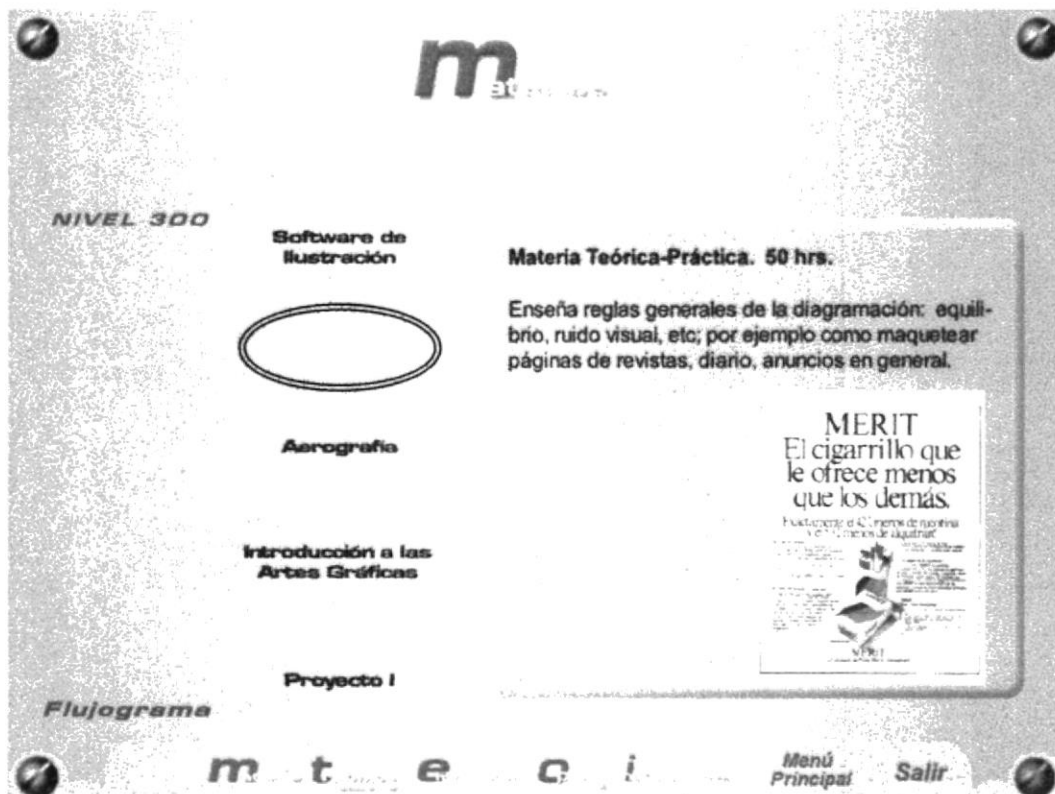 NIVEL 300
Software de
Ilustración
Aerografía
Introducción a las
Artes Gráficas
Proyecto I
Flujograma
Materia Teórica-Práctica. 50 hrs.
Enseña reglas generales de la diagramación: equili-
brio, ruido visual, etc; por ejemplo como maquetear
páginas de revistas, diario, anuncios en general.
MERIT
El cigarrillo que
le ofrece menos
que los demás.
MERIT
m t e c i
Menú
Principal
Salir